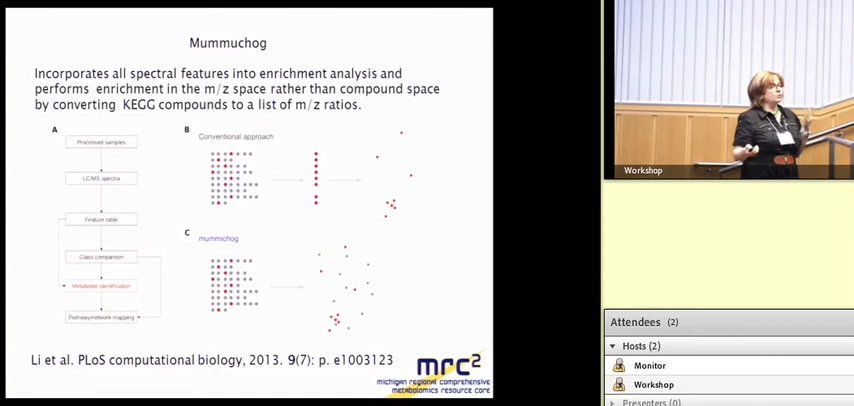 Mummuchog
Incorporates all spectral features into enrichment analysis and
performs enrichment in the m/z space rather than compound space
by converting KEGG compounds to a list of m/z ratios.
A
Processed samples
LC/MS spectra
Feature table
Class comparison
Metabolite identification
Pathway/network mapping
B
Conventional approach
C
mummichog
Li et al. PLoS computational biology, 2013. 9(7): p. e1003123
mrc2
michigan regional comprehensive
metabolomics resource core
Workshop
Attendees (2)
Hosts (2)
Monitor
Workshop
Presenters (0)